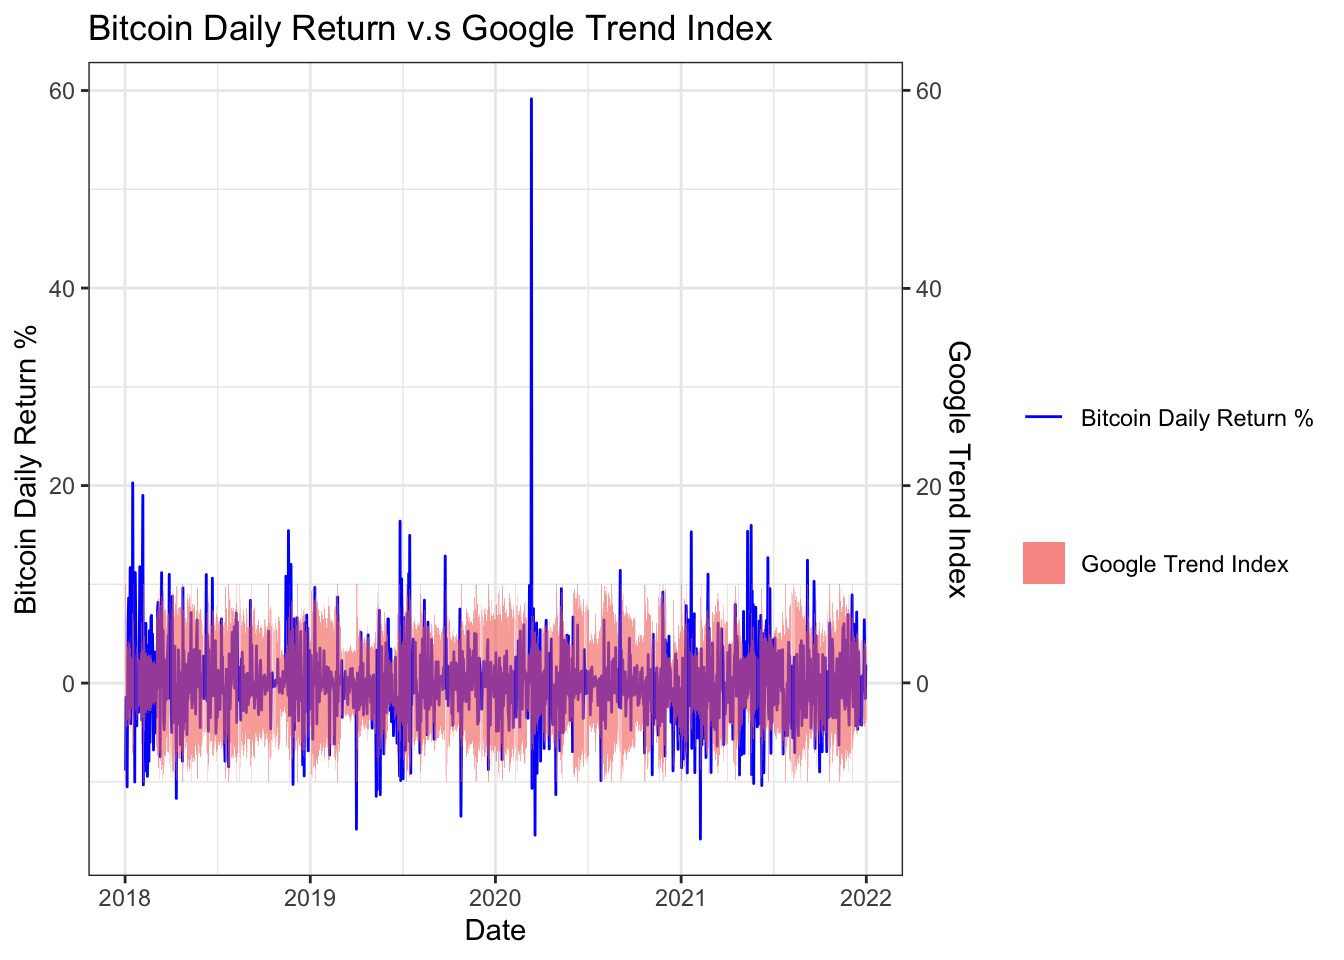 Bitcoin Daily Return v.s Google Trend Index
60
40
20
0
Bitcoin Daily Return %
60
40
20
0
Google Trend Index
2018
2019
2020
2021
2022
Date
Bitcoin Daily Return %
Google Trend Index